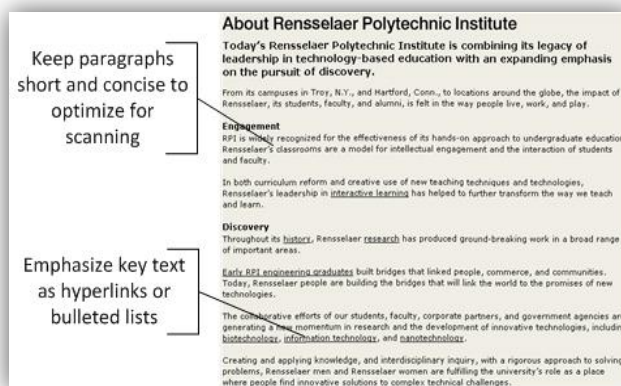 About Rensselaer Polytechnic Institute
Today's Rensselaer Polytechnic Institute is combining its legacy of
leadership in technology-based education with an expanding emphasis
on the pursuit of discovery.
Keep paragraphs
short and concise to
optimize for
scanning
From its campuses in Troy, N.Y., and Hartford, Conn., to locations around the globe, the impact of
Rensselaer, its students, faculty, and alumni, is felt in the way people live, work, and play.
Engagement
RPI is widely recognized for the effectiveness of its hands-on approach to undergraduate education
Rensselaer's classrooms are a model for intellectual engagement and the interaction of students
and faculty.
In both curriculum reform and creative use of new teaching techniques and technologies,
Rensselaer's leadership in interactive learning has helped to further transform the way we teach
and learn.
Discovery
Throughout its history, Rensselaer research has produced ground-breaking work in a broad range
of important areas.
Emphasize key text
as hyperlinks or
bulleted lists
Early RPI engineering graduates built bridges that linked people, commerce, and communities.
Today, Rensselaer people are building the bridges that will link the world to the promises of new
technologies.
The collaborative efforts of our students, faculty, corporate partners, and government agencies are
generating a new momentum in research and the development of innovative technologies, includin
biotechnology, information technology, and nanotechnology.
Creating and applying knowledge, and interdisciplinary inquiry, with a rigorous approach to solving
problems, Rensselaer men and Rensselaer women are fulfilling the university's role as a place
where people find innovative solutions to complex technical challenges.